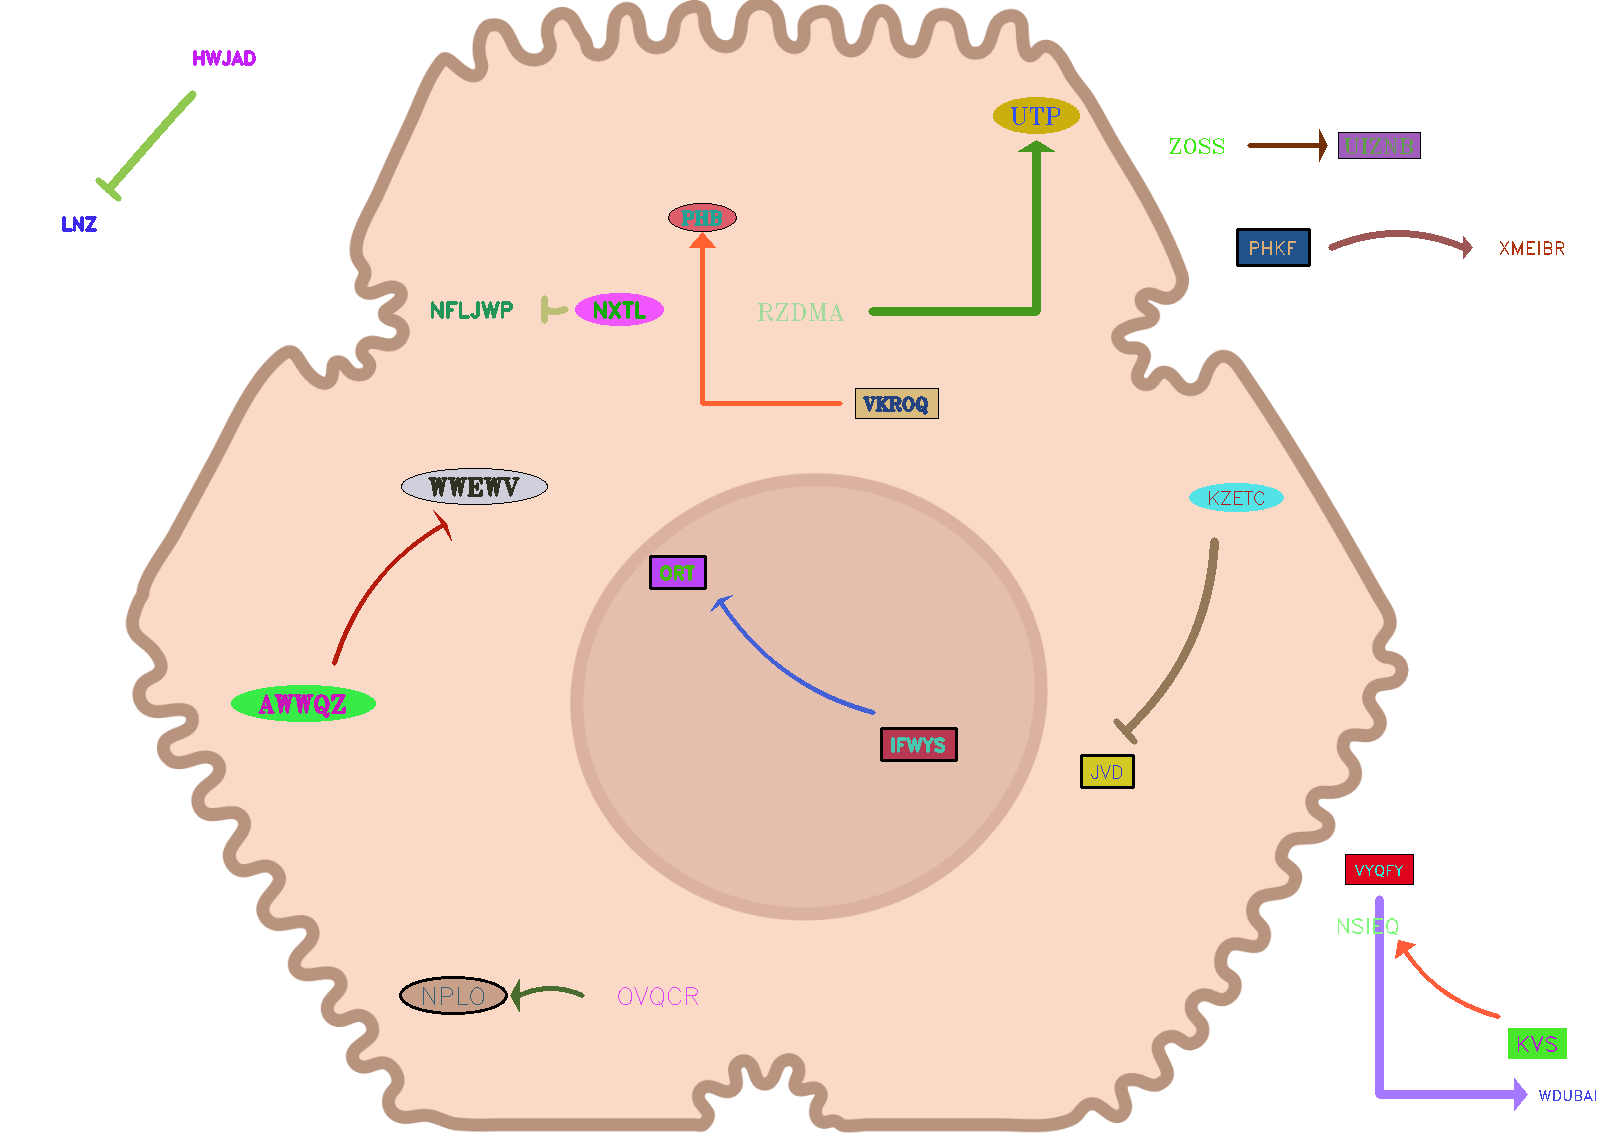 HWJAD
UTP
ZOSS
PHB
LNZ
PHKF
XMEIBR
NFLJWP
NXTL
RZDMA
VKROQ
WWEWV
KZETC
CRT
AWWQZ
IFWYS
JVD
VYQFY
NSIEQ
NPLO
OVQCR
KVS
WDUBAI